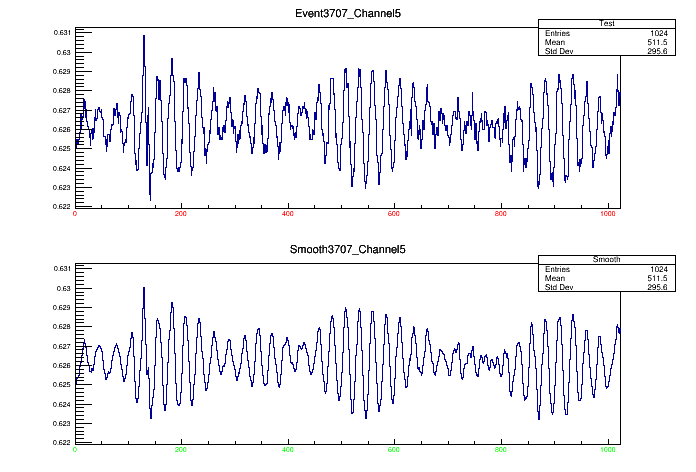 Event3707_Channel5
Test
Entries 1024
Mean 511.5
Std Dev 295.6
0.631
0.63
0.629
0.628
0.627
0.626
0.625
0.624
0.623
0.622
0 200 400 600 800 1000
Smooth3707_Channel5
Smooth
Entries 1024
Mean 511.5
Std Dev 295.6
0.631
0.63
0.629
0.628
0.627
0.626
0.625
0.624
0.623
0.622
0 200 400 600 800 1000